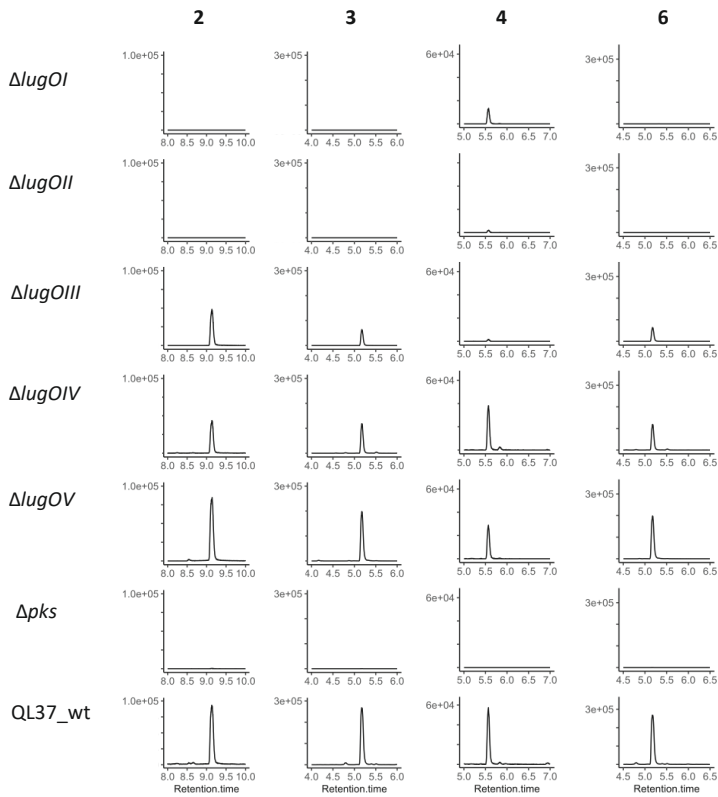 2 3 4 6
1.0e+05 3e+05 6e+04 3e+05
ΔlugOI
8.0 8.5 9.0 9.5 10.0 4.0 4.5 5.0 5.5 6.0 5.0 5.5 6.0 6.5 7.0 4.5 5.0 5.5 6.0 6.5
1.0e+05 3e+05 3e+05
ΔlugOII
8.0 8.5 9.0 9.5 10.0 4.0 4.5 5.0 5.5 6.0 5.0 5.5 6.0 6.5 7.0 4.5 5.0 5.5 6.0 6.5
1.0e+05 3e+05 6e+04 3e+05
ΔlugOIII
8.0 8.5 9.0 9.5 10.0 4.0 4.5 5.0 5.5 6.0 5.0 5.5 6.0 6.5 7.0 4.5 5.0 5.5 6.0 6.5
1.0e+05 3e+05 6e+04 3e+05
ΔlugOIV
8.0 8.5 9.0 9.5 10.0 4.0 4.5 5.0 5.5 6.0 5.0 5.5 6.0 6.5 7.0 4.5 5.0 5.5 6.0 6.5
1.0e+05 3e+05 6e+04 3e+05
ΔlugOV
8.0 8.5 9.0 9.5 10.0 4.0 4.5 5.0 5.5 6.0 5.0 5.5 6.0 6.5 7.0 4.5 5.0 5.5 6.0 6.5
1.0e+05 3e+05 6e+04 3e+05
Δpks
8.0 8.5 9.0 9.5 10.0 4.0 4.5 5.0 5.5 6.0 5.0 5.5 6.0 6.5 7.0 4.5 5.0 5.5 6.0 6.5
1.0e+05 3e+05 6e+04 3e+05
QL37_wt
8.0 8.5 9.0 9.5 10.0 4.0 4.5 5.0 5.5 6.0 5.0 5.5 6.0 6.5 7.0 4.5 5.0 5.5 6.0 6.5
Retention.time Retention.time Retention.time Retention.time